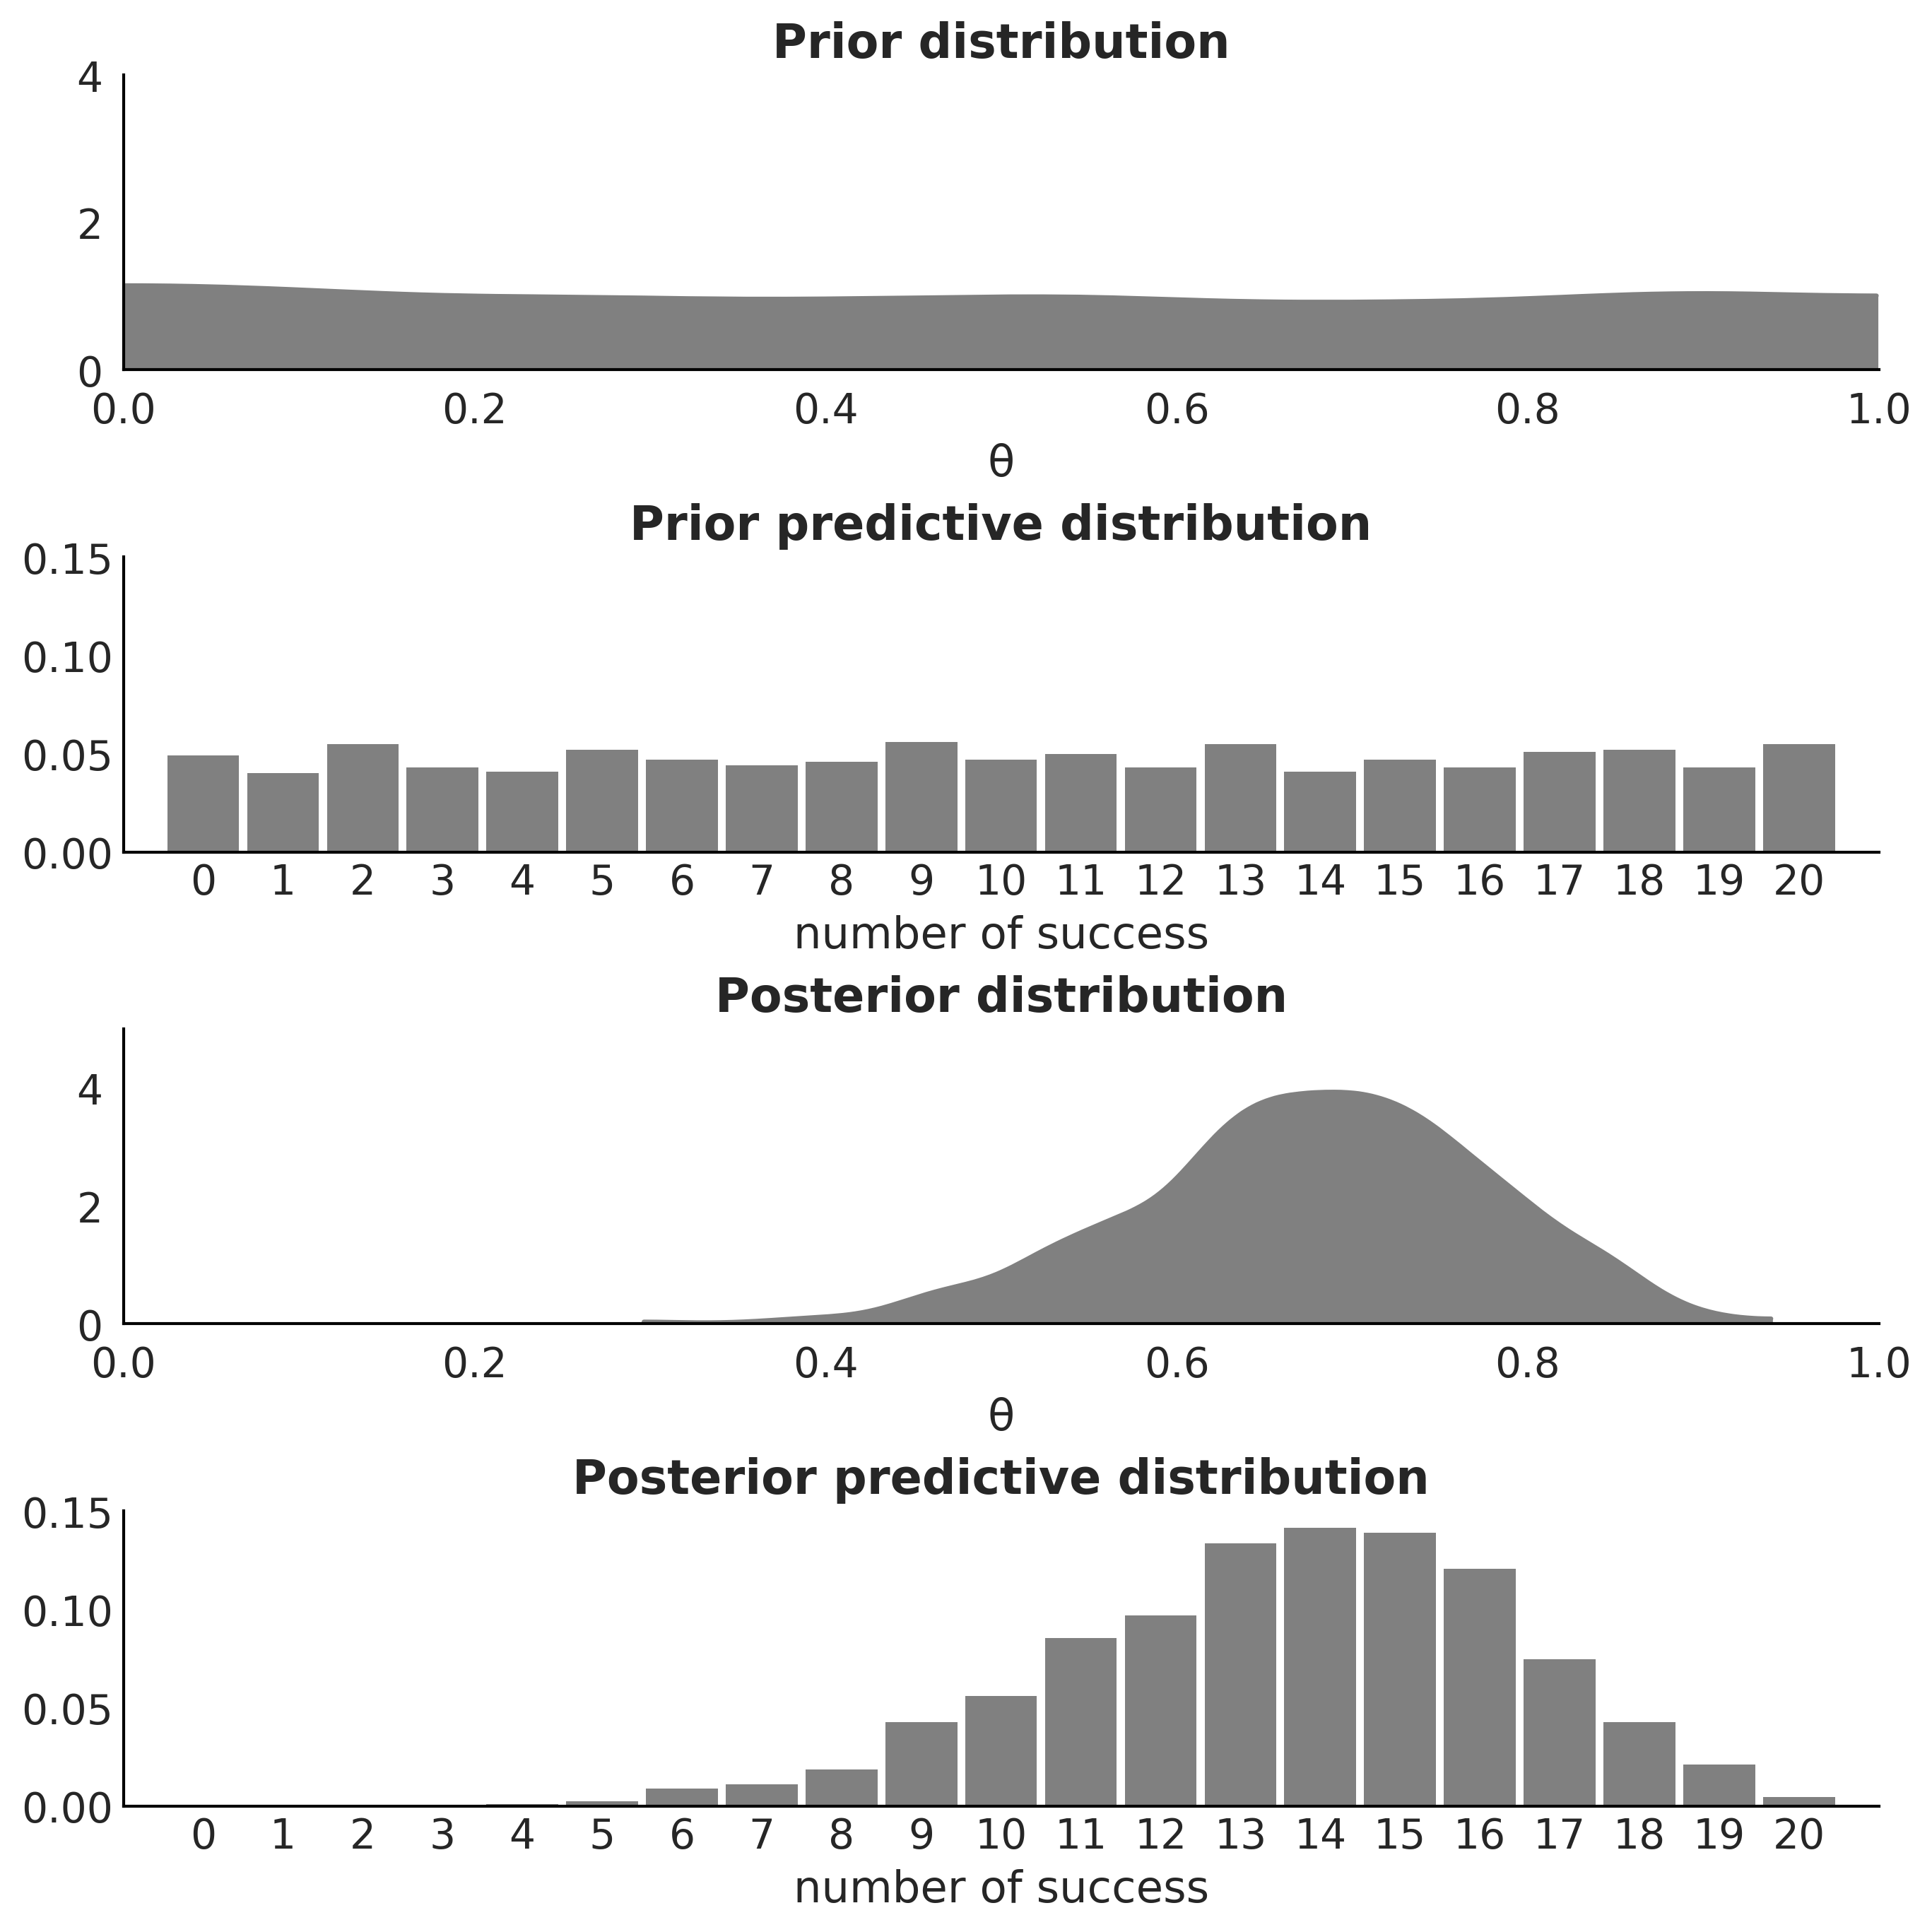 Prior distribution
4
2
0
0.0 0.2 0.4 0.6 0.8 1.0
θ
Prior predictive distribution
0.15
0.10
0.05
0.00
0 1 2 3 4 5 6 7 8 9 10 11 12 13 14 15 16 17 18 19 20
number of success
Posterior distribution
4
2
0
0.0 0.2 0.4 0.6 0.8 1.0
θ
Posterior predictive distribution
0.15
0.10
0.05
0.00
0 1 2 3 4 5 6 7 8 9 10 11 12 13 14 15 16 17 18 19 20
number of success